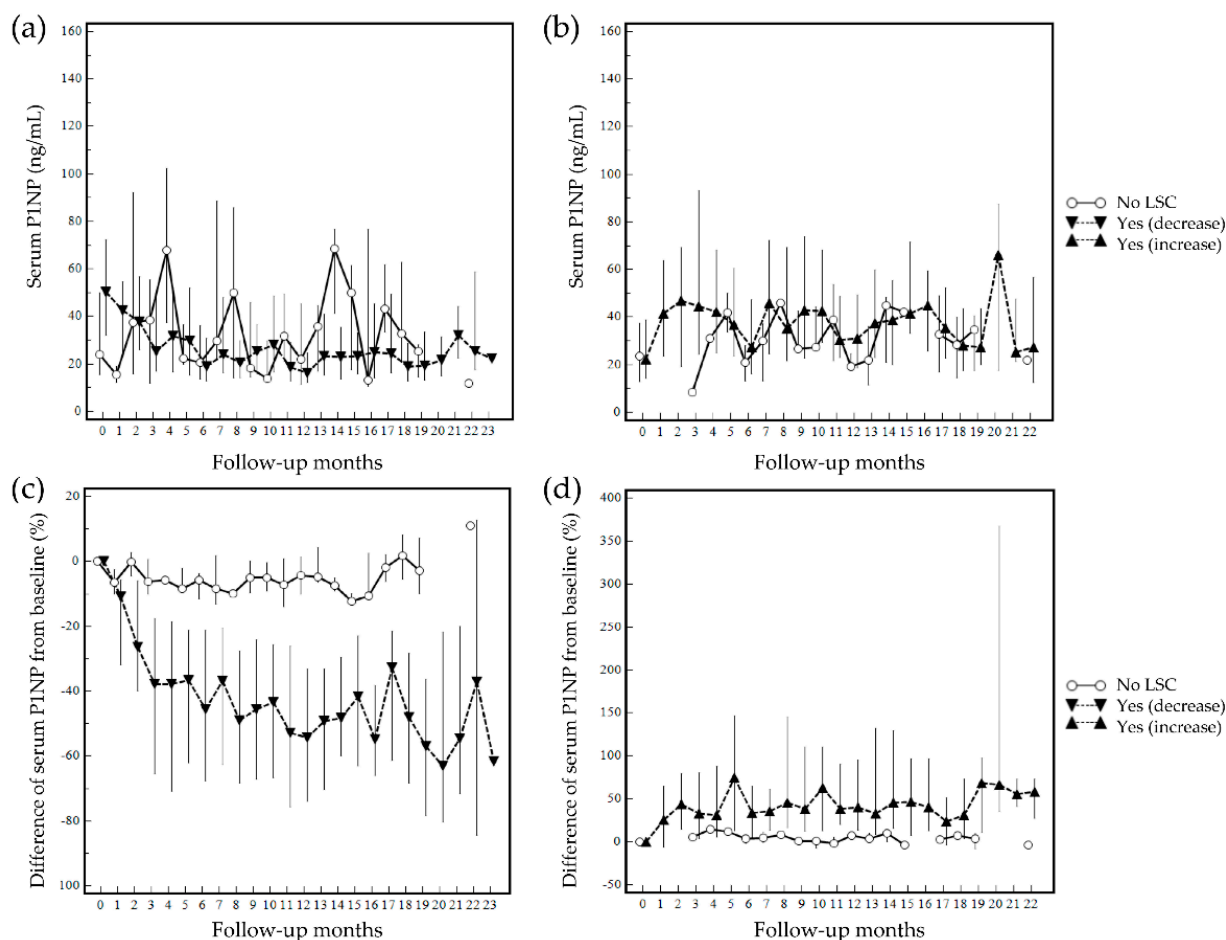 (a)
160
140
120
100
80
60
40
20
0
Serum P1NP (ng/mL)
0 1 2 3 4 5 6 7 8 9 10 11 12 13 14 15 16 17 18 19 20 21 22 23
Follow-up months
(b)
160
140
120
100
80
60
40
20
0
Serum P1NP (ng/mL)
0 1 2 3 4 5 6 7 8 9 10 11 12 13 14 15 16 17 18 19 20 21 22
Follow-up months
No LSC
Yes (decrease)
Yes (increase)
(c)
20
-0
-20
-40
-60
-80
100
Difference of serum P1NP from baseline (%)
0 1 2 3 4 5 6 7 8 9 10 11 12 13 14 15 16 17 18 19 20 21 22 23
Follow-up months
(d)
400
350
300
250
200
150
100
50
0
-50
Difference of serum P1NP from baseline (%)
0 1 2 3 4 5 6 7 8 9 10 11 12 13 14 15 16 17 18 19 20 21 22
Follow-up months
No LSC
Yes (decrease)
Yes (increase)